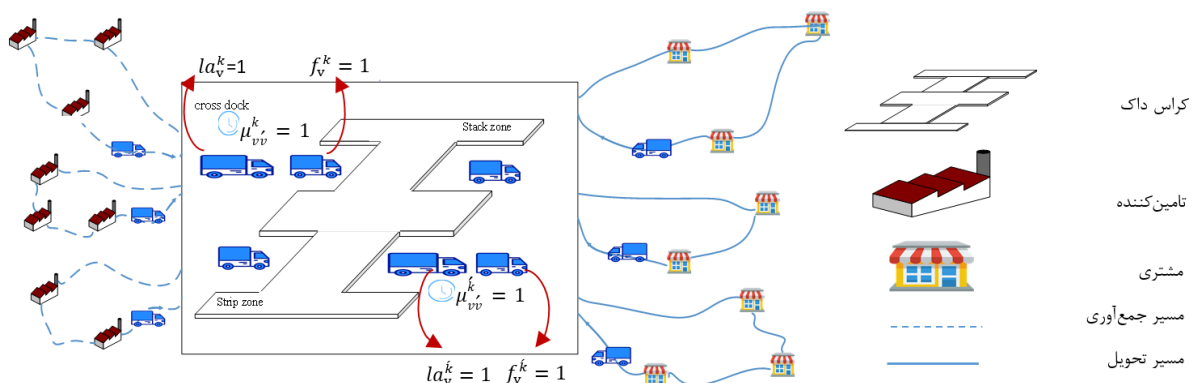 la_v^k=1
f_v^k = 1
cross dock
μ_{vv́}^k = 1
Stack zone
Strip zone
μ_{vv́}^ḱ = 1
la_v^ḱ = 1
f_v^ḱ = 1
کراس داک
تامین‌کننده
مشتری
مسیر جمع‌آوری
مسیر تحویل